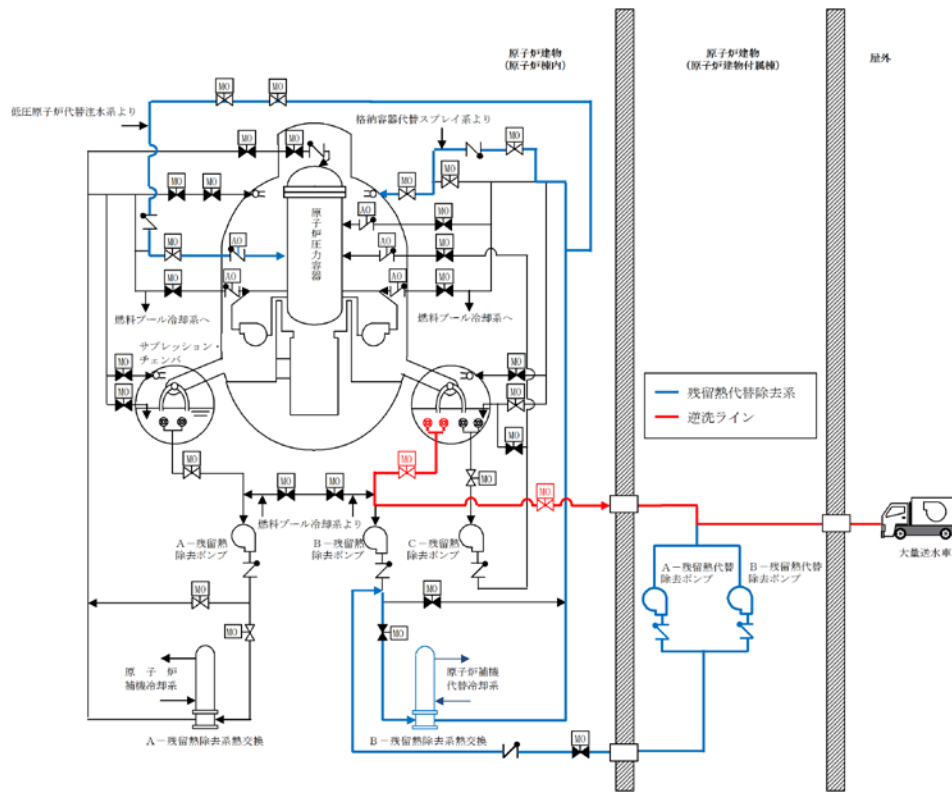 原子炉建物
(原子炉棟内)
原子炉建物
(原子炉建物付属棟)
屋外
MO
MO
低圧原子炉代替注水系より
格納容器代替スプレイ系より
MO
MO
MO
MO
MO
MO
MO
MO
原子炉圧力容器
AO
MO
MO
AO
AO
MO
MO
AO
AO
MO
燃料プール冷却系へ
燃料プール冷却系へ
サプレッション・
チェンバ
MO
MO
MO
MO
MO
残留熱代替除去系
逆洗ライン
MO
MO
MO
MO
MO
MO
燃料プール冷却系より
A-残留熱
除去ポンプ
B-残留熱
除去ポンプ
C-残留熱
除去ポンプ
大量送水車
A-残留熱代替
除去ポンプ
B-残留熱代替
除去ポンプ
MO
MO
MO
MO
原子炉
補機冷却系
原子炉補機
代替冷却系
A-残留熱除去系熱交換
B-残留熱除去系熱交換
MO